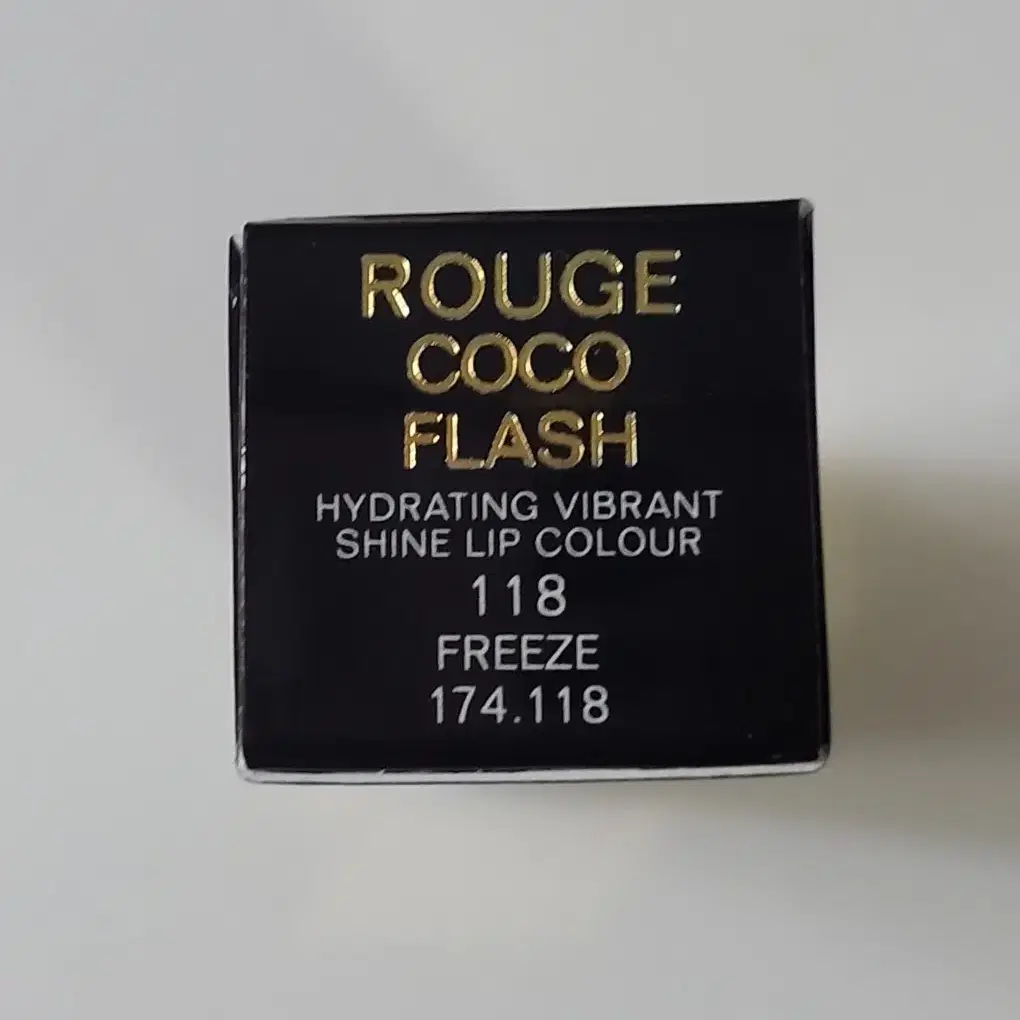 ROUGE
COCO
FLASH
HYDRATING VIBRANT
SHINE LIP COLOUR
118
FREEZE
174.118